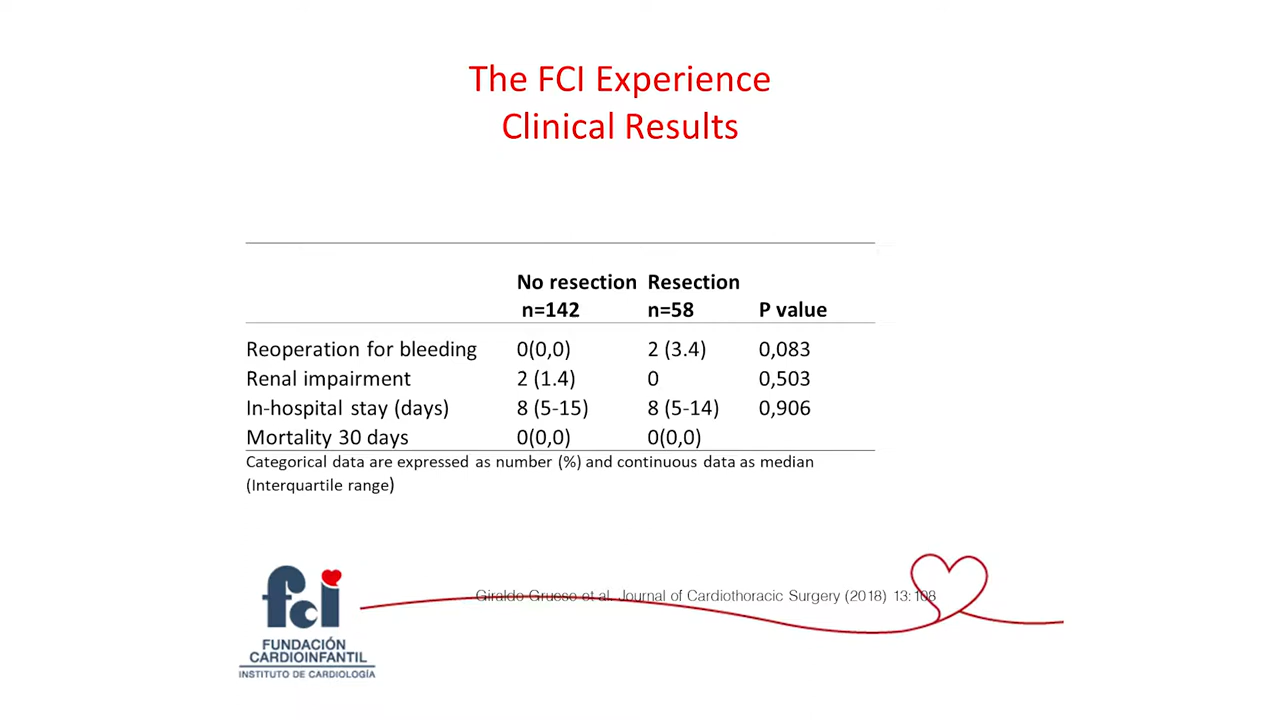 The FCI Experience
Clinical Results
No resection Resection
n=142 n=58 P value
Reoperation for bleeding 0(0,0) 2 (3.4) 0,083
Renal impairment 2 (1.4) 0 0,503
In-hospital stay (days) 8 (5-15) 8 (5-14) 0,906
Mortality 30 days 0(0,0) 0(0,0)
Categorical data are expressed as number (%) and continuous data as median
(Interquartile range)
Giraldo Grueso et al. Journal of Cardiothoracic Surgery (2018) 13:108
fci
FUNDACIÓN
CARDIOINFANTIL
INSTITUTO DE CARDIOLOGÍA